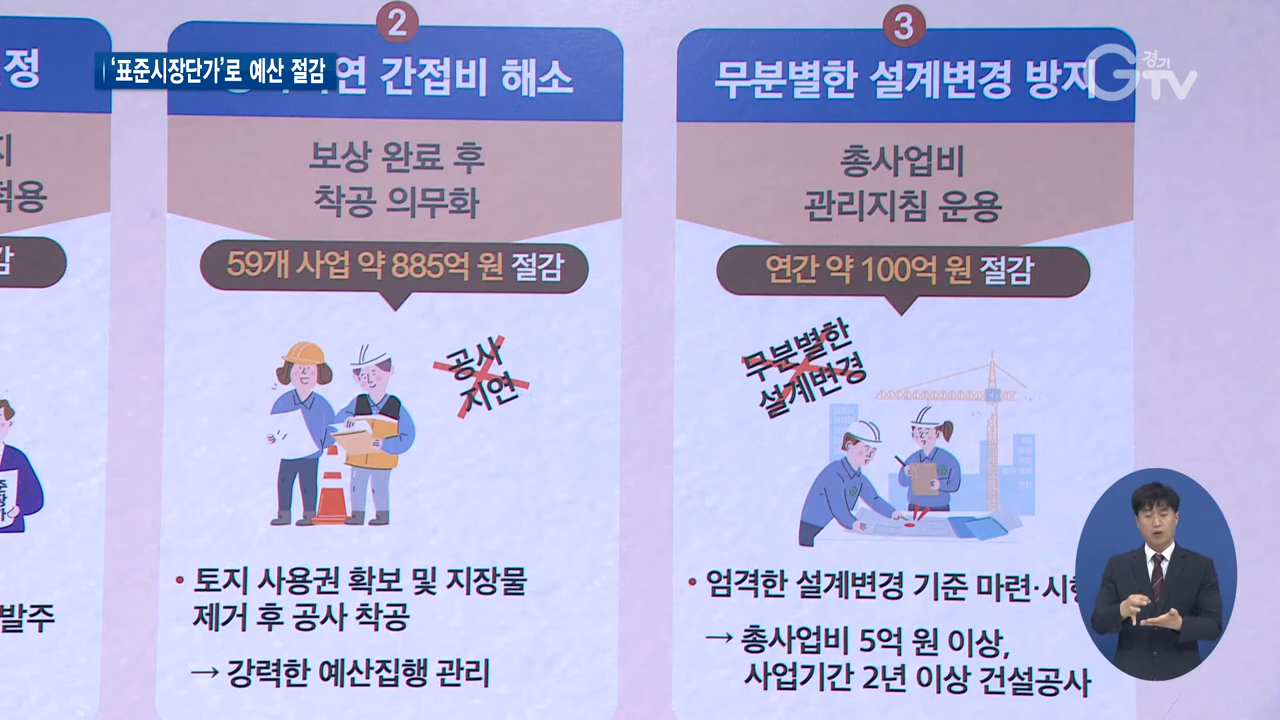 '표준시장단가'로 예산 절감
경기
GTV
정
지
적용
감
발주
2
간접비 해소
보상 완료 후
착공 의무화
59개 사업 약 885억 원 절감
공사
지연
• 토지 사용권 확보 및 지장물
제거 후 공사 착공
→ 강력한 예산집행 관리
3
무분별한 설계변경 방지
총사업비
관리지침 운용
연간 약 100억 원 절감
무분별한
설계변경
• 엄격한 설계변경 기준 마련·시
→ 총사업비 5억 원 이상,
사업기간 2년 이상 건설공사